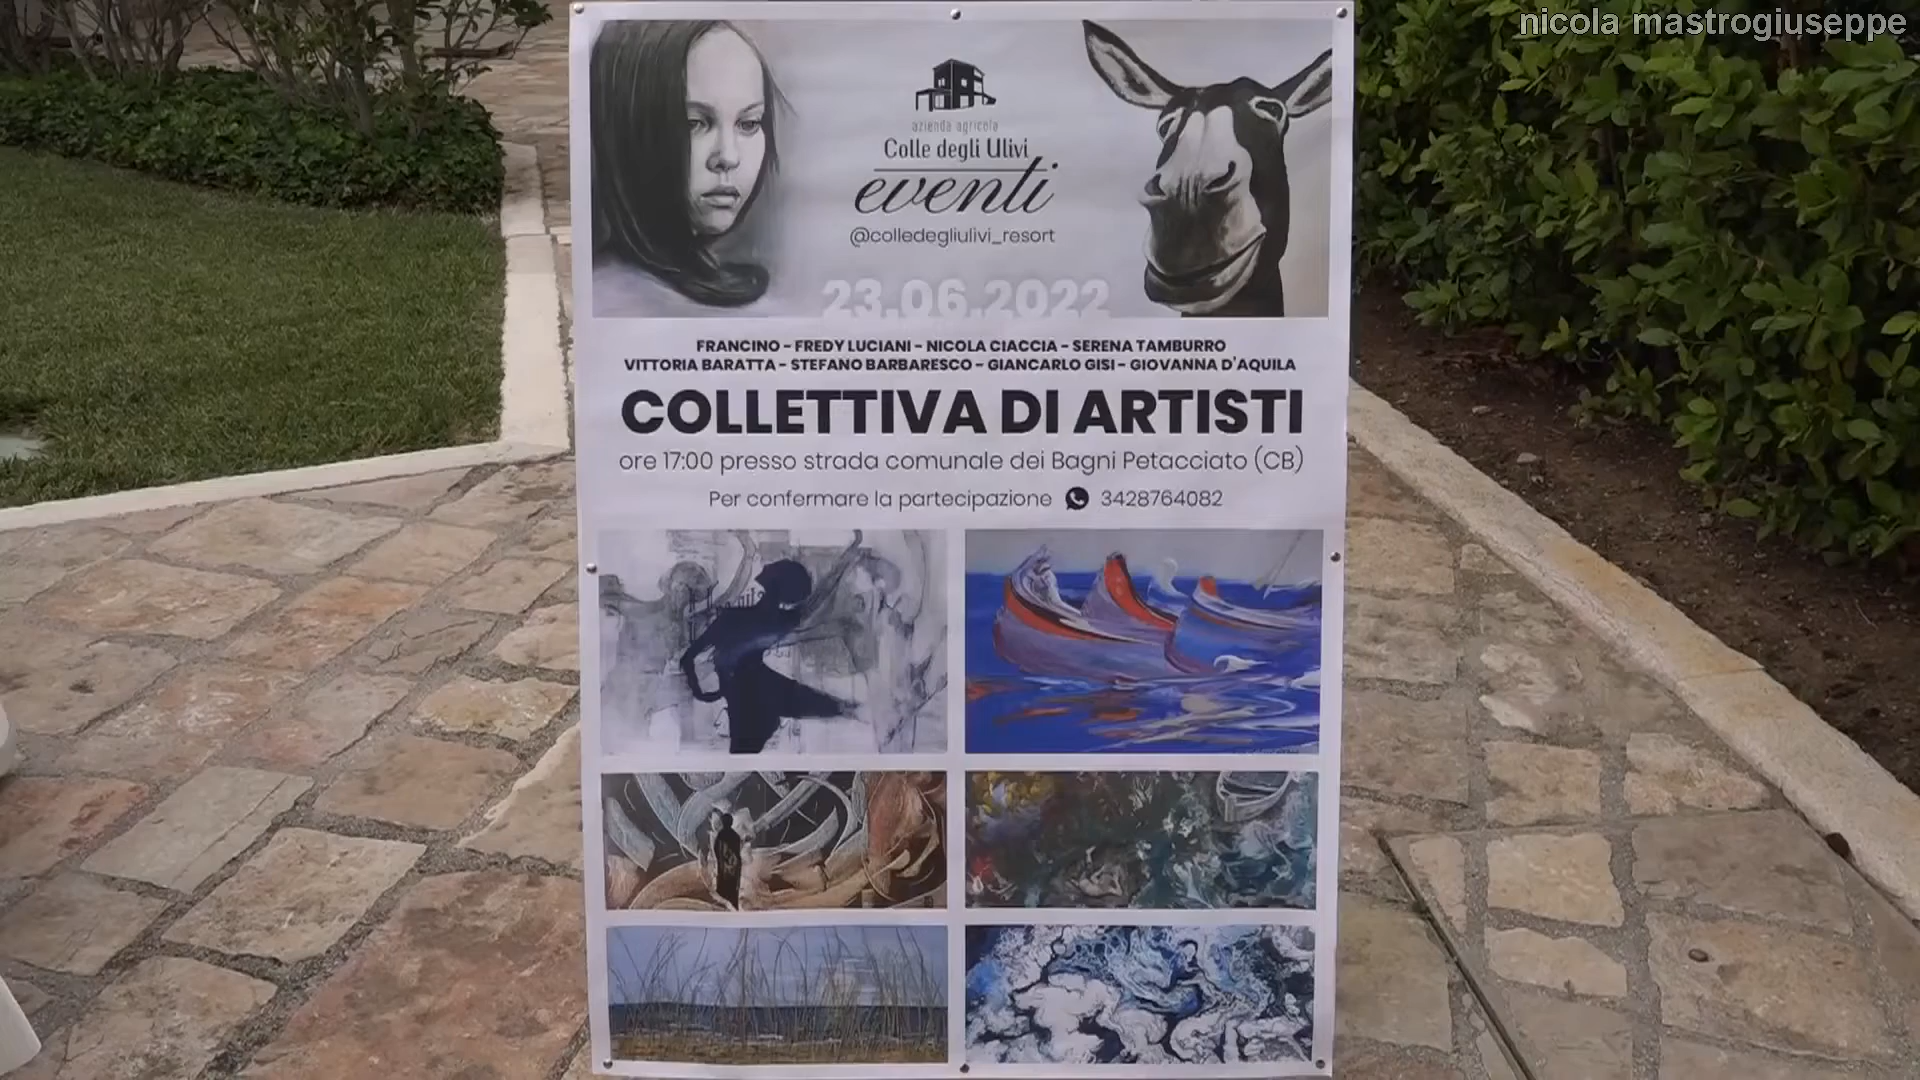 nicola mastrogiuseppe
azienda agricola
Colle degli Ulivi
eventi
@colledegliulivi_resort
23.06.2022
FRANCINO - FREDY LUCIANI - NICOLA CIACCIA - SERENA TAMBURRO
VITTORIA BARATTA - STEFANO BARBARESCO - GIANCARLO GISI - GIOVANNA D'AQUILA
COLLETTIVA DI ARTISTI
ore 17:00 presso strada comunale dei Bagni Petacciato (CB)
Per confermare la partecipazione 3428764082